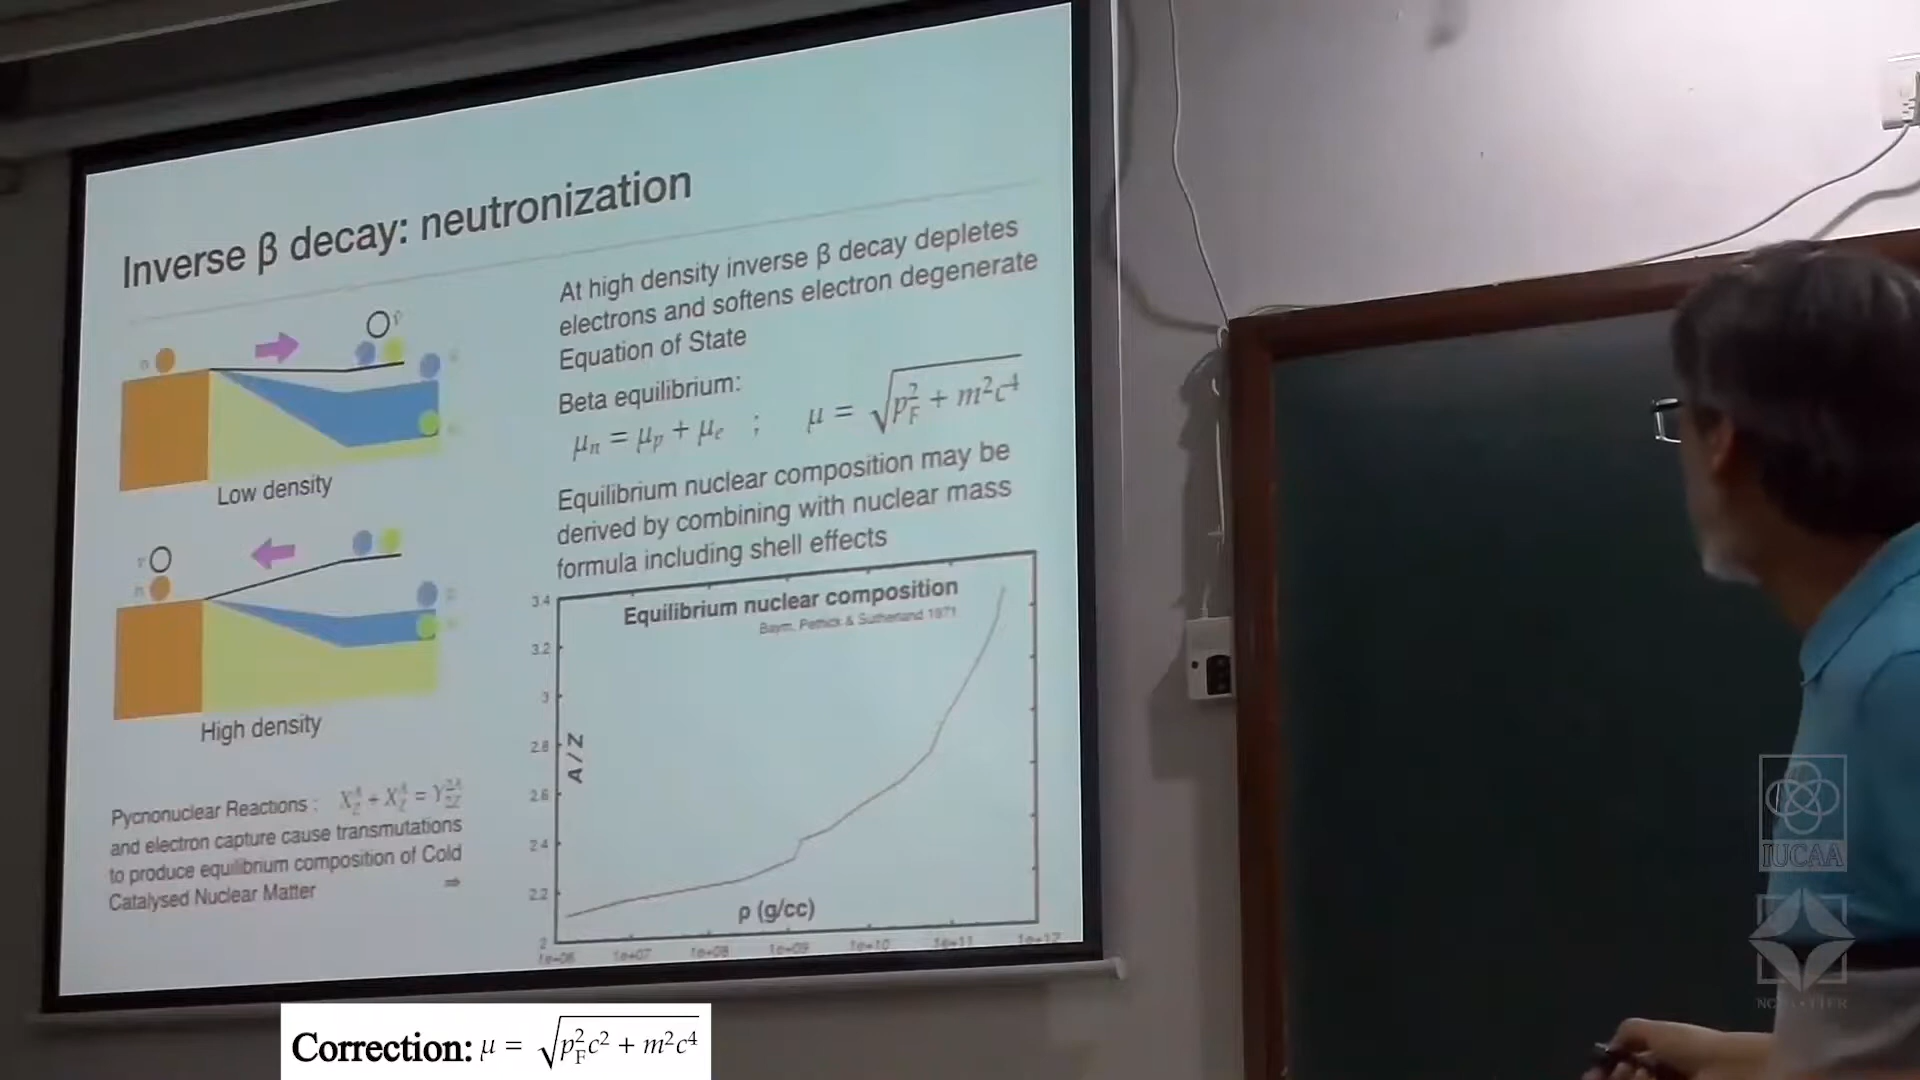 Inverse β decay: neutronization
At high density inverse β decay depletes
electrons and softens electron degenerate
Equation of State
Beta equilibrium:
μn = μp + μe ; μ = √(p²F + m²c⁴)
Equilibrium nuclear composition may be
derived by combining with nuclear mass
formula including shell effects
n
Low density
n
High density
Pycnonuclear Reactions :
and electron capture cause transmutations
to produce equilibrium composition of Cold
Catalysed Nuclear Matter ⇒
Equilibrium nuclear composition
Baym, Pethick & Sutherland 1971
3.4
3.2
3
2.8
2.6
2.4
2.2
2
A / Z
ρ (g/cc)
1e+06 1e+07 1e+08 1e+09 1e+10 1e+11 1e+12
Correction: μ = √(p²F c² + m²c⁴)
IUCAA